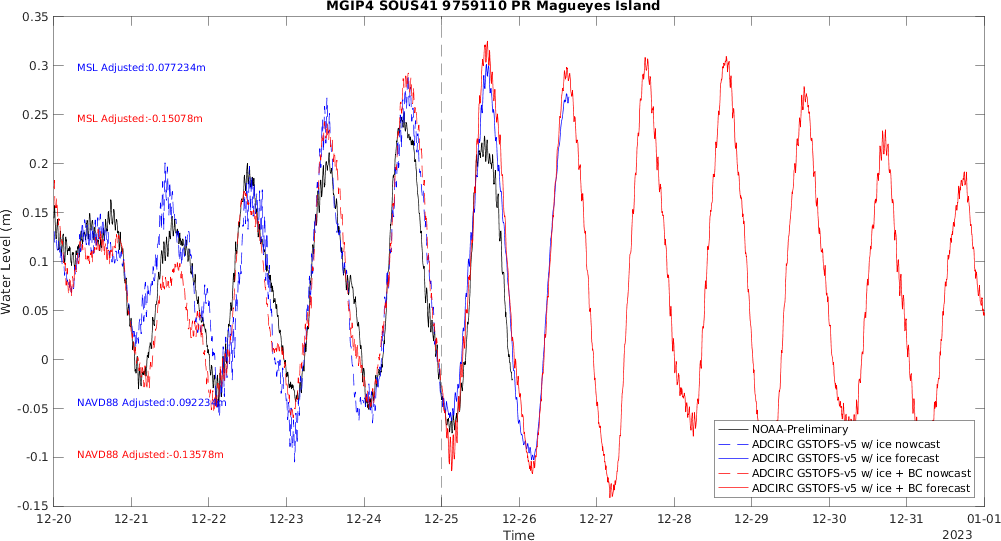 MGIP4 SOUS41 9759110 PR Magueyes Island
0.35
0.3
0.25
0.2
0.15
0.1
0.05
0
-0.05
-0.1
-0.15
Water Level (m)
MSL Adjusted:0.077234m
MSL Adjusted:-0.15078m
NAVD88 Adjusted:0.092234m
NAVD88 Adjusted:-0.13578m
NOAA-Preliminary
ADCIRC GSTOFS-v5 w/ ice nowcast
ADCIRC GSTOFS-v5 w/ ice forecast
ADCIRC GSTOFS-v5 w/ ice + BC nowcast
ADCIRC GSTOFS-v5 w/ ice + BC forecast
12-20 12-21 12-22 12-23 12-24 12-25 12-26 12-27 12-28 12-29 12-30 12-31 01-01
Time
2023